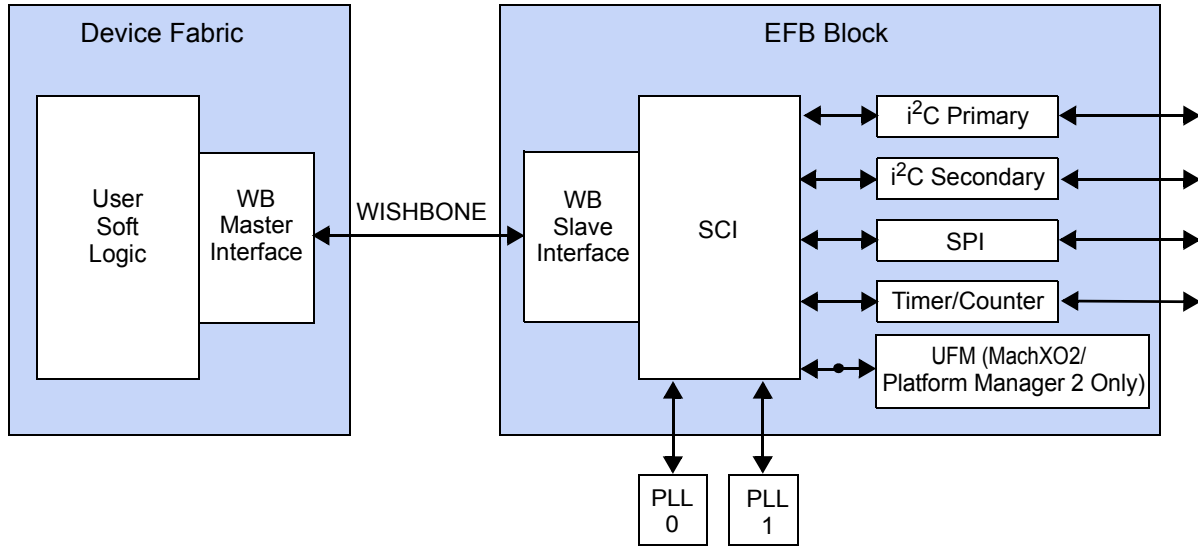 Device Fabric
EFB Block
User
Soft
Logic
WB
Master
Interface
WISHBONE
WB
Slave
Interface
SCI
i²C Primary
i²C Secondary
SPI
Timer/Counter
UFM (MachXO2/
Platform Manager 2 Only)
PLL
0
PLL
1